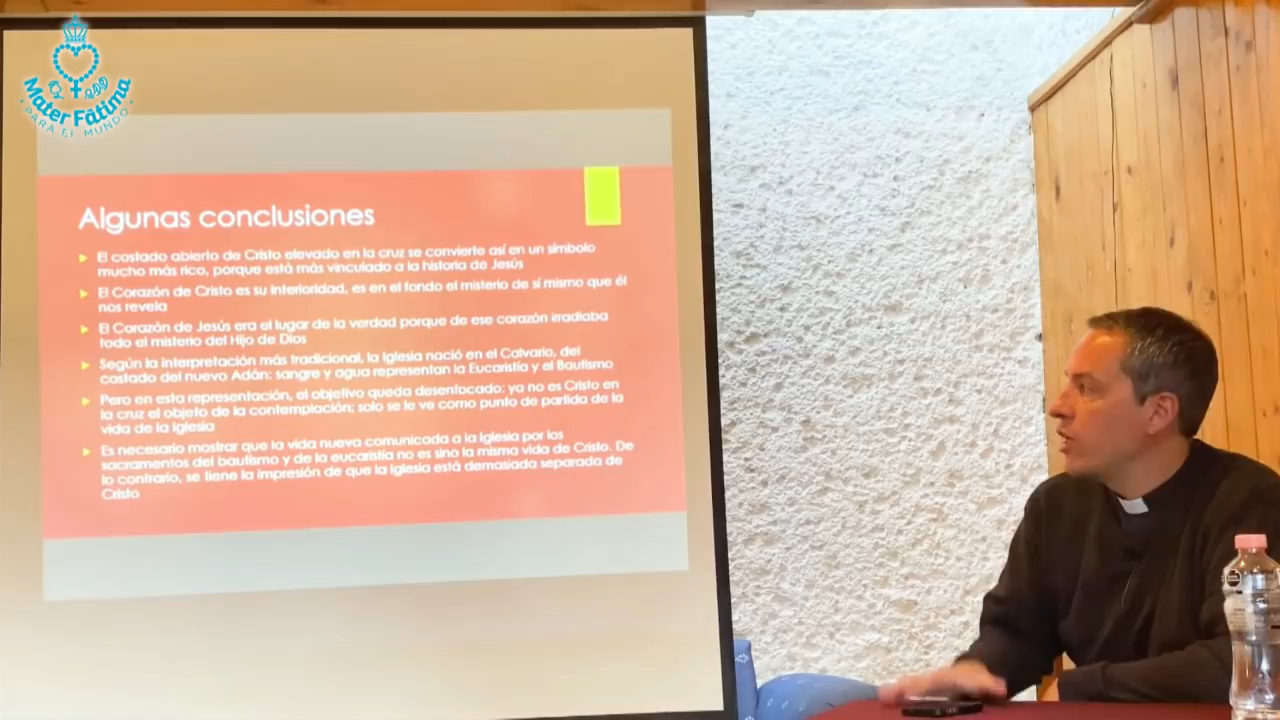 Mater Fátima
PARA EL MUNDO
Algunas conclusiones
El costado abierto de Cristo elevado en la cruz se convierte así en un símbolo
mucho más rico, porque está más vinculado a la historia de Jesús
El Corazón de Cristo es su interioridad, es en el fondo el misterio de sí mismo que él
nos revela
El Corazón de Jesús era el lugar de la verdad porque de ese corazón irradiaba
todo el misterio del Hijo de Dios
Según la interpretación más tradicional, la Iglesia nació en el Calvario, del
costado del nuevo Adán: sangre y agua representan la Eucaristía y el Bautismo
Pero en esta representación, el objetivo queda desenfocado: ya no es Cristo en
la cruz el objeto de la contemplación; solo se le ve como punto de partida de la
vida de la Iglesia
Es necesario mostrar que la vida nueva comunicada a la Iglesia por los
sacramentos del bautismo y de la eucaristía no es sino la misma vida de Cristo. De
lo contrario, se tiene la impresión de que la Iglesia está demasiada separada de
Cristo